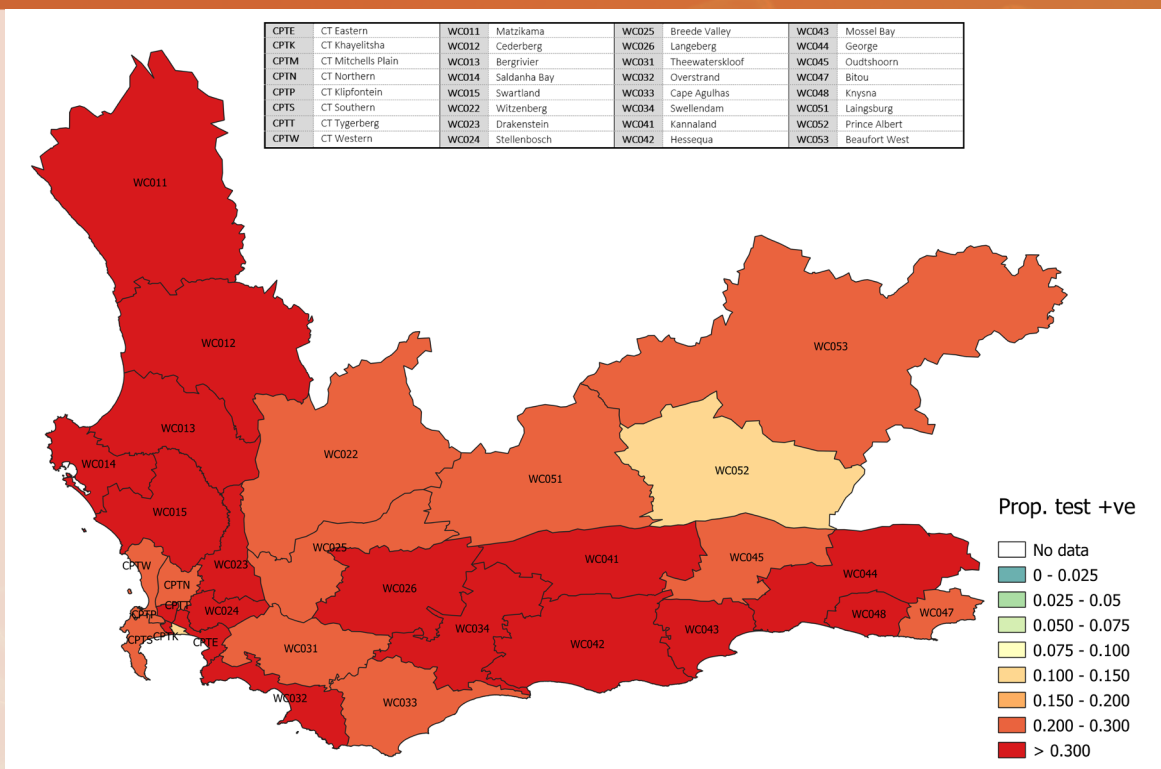 CPTE CT Eastern WC011 Matzikama WC025 Breede Valley WC043 Mossel Bay
CPTK CT Khayelitsha WC012 Cederberg WC026 Langeberg WC044 George
CPTM CT Mitchells Plain WC013 Bergrivier WC031 Theewaterskloof WC045 Oudtshoorn
CPTN CT Northern WC014 Saldanha Bay WC032 Overstrand WC047 Bitou
CPTP CT Klipfontein WC015 Swartland WC033 Cape Agulhas WC048 Knysna
CPTS CT Southern WC022 Witzenberg WC034 Swellendam WC051 Laingsburg
CPTT CT Tygerberg WC023 Drakenstein WC041 Kannaland WC052 Prince Albert
CPTW CT Western WC024 Stellenbosch WC042 Hessequa WC053 Beaufort West
WC011
WC012
WC053
WC013
WC022
WC014
WC052
WC051
WC015
WC025
WC041
WC045
CPTW
WC023
WC044
CPTN
WC026
CPTT
WC024
CPTP
WC048
WC047
CPTK
CPTS
CPTE
WC034
WC043
WC042
WC031
WC032
WC033
Prop. test +ve
No data
0 - 0.025
0.025 - 0.05
0.050 - 0.075
0.075 - 0.100
0.100 - 0.150
0.150 - 0.200
0.200 - 0.300
> 0.300